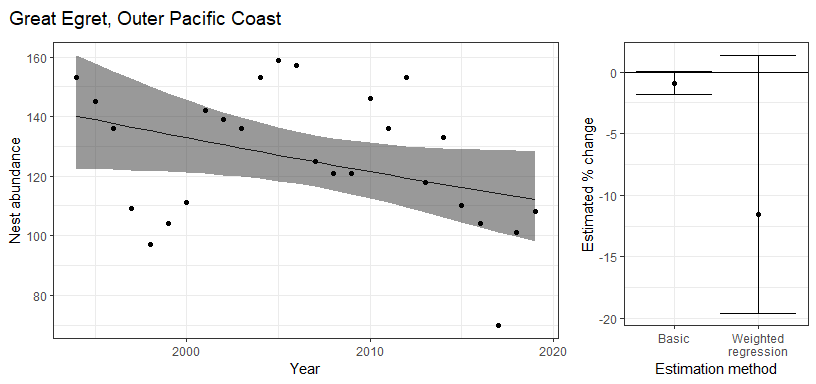 Great Egret, Outer Pacific Coast
Nest abundance
160
140
120
100
80
2000
2010
2020
Year
Estimated % change
0
-5
-10
-15
-20
Basic
Weighted
regression
Estimation method